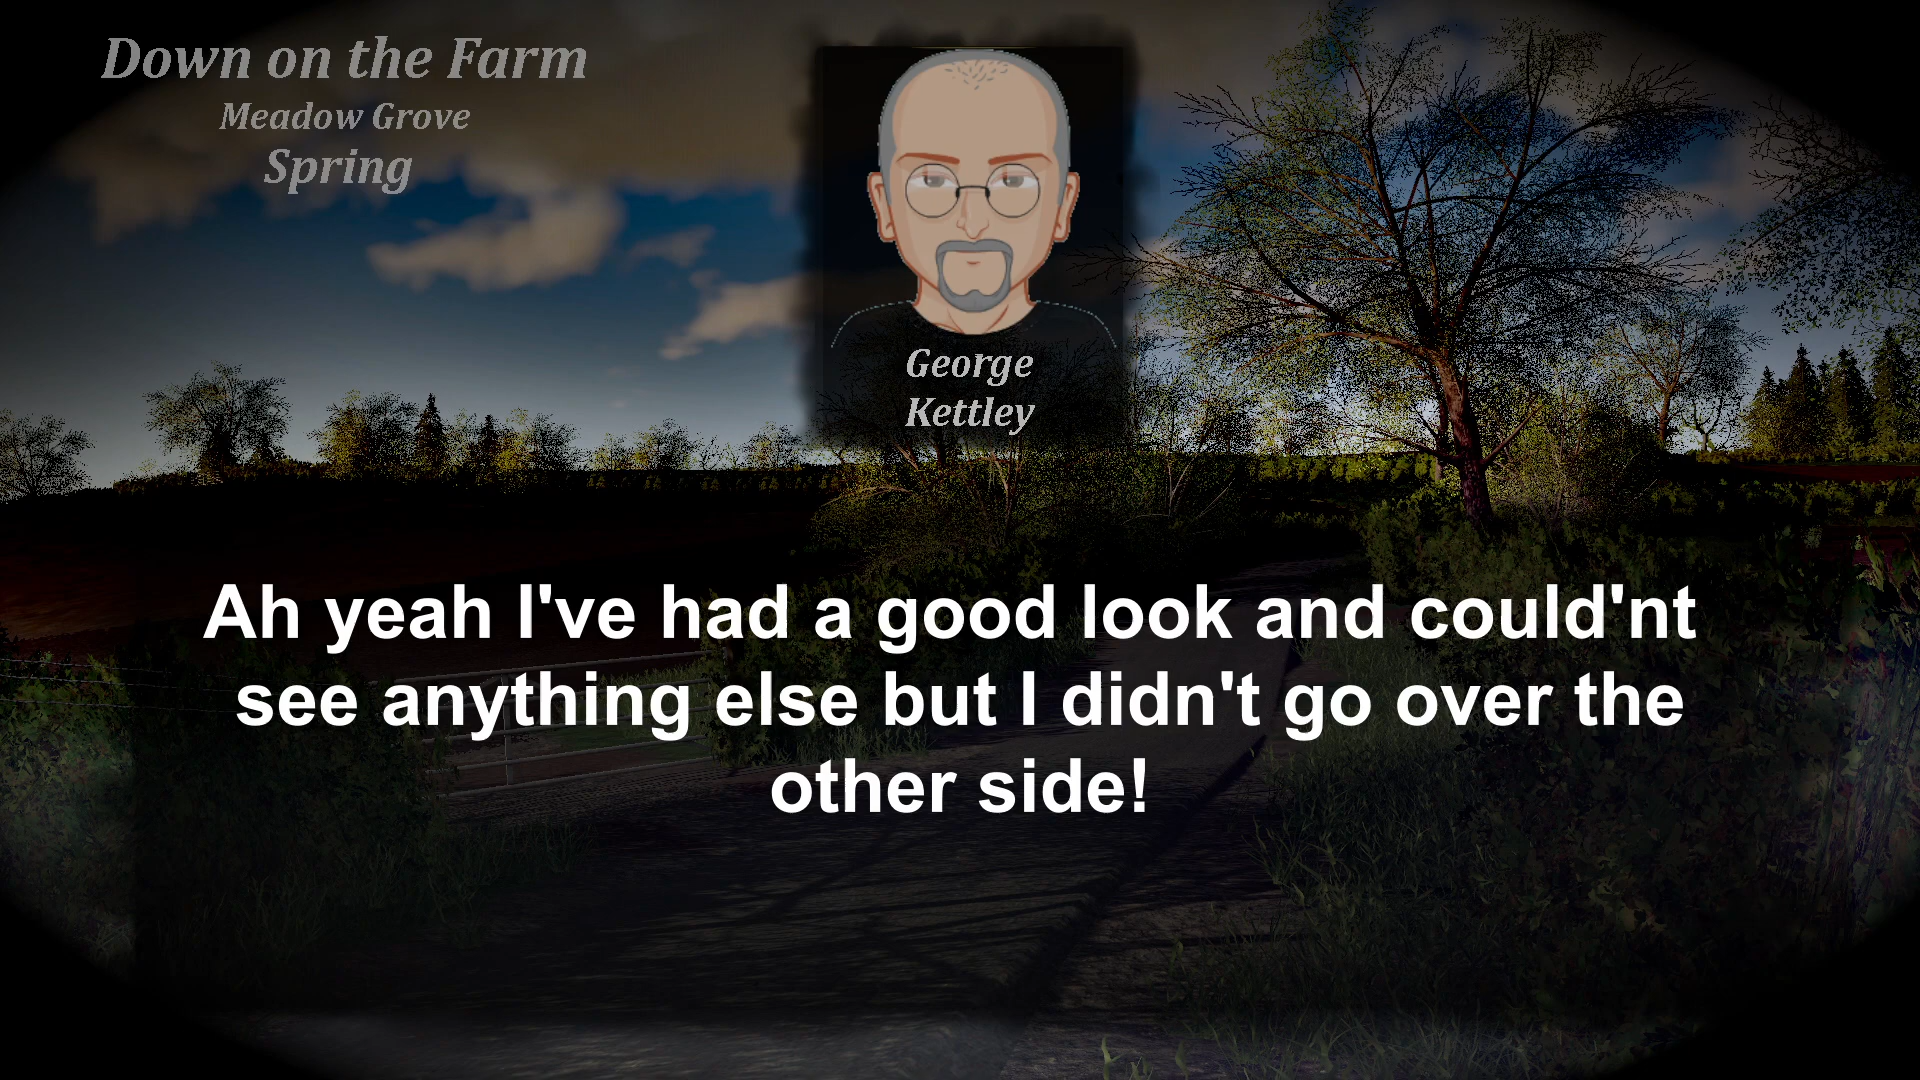 Down on the Farm
Meadow Grove
Spring
George
Kettley
Ah yeah I've had a good look and could'nt
see anything else but I didn't go over the
other side!